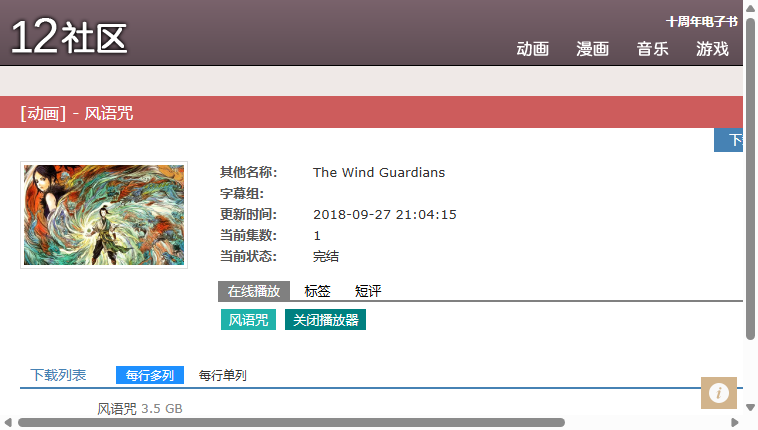 12社区
十周年电子书
动画 漫画 音乐 游戏
[动画] - 风语咒
其他名称: The Wind Guardians
字幕组:
更新时间: 2018-09-27 21:04:15
当前集数: 1
当前状态: 完结
在线播放 标签 短评
风语咒 关闭播放器
下载列表 每行多列 每行单列
风语咒 3.5 GB